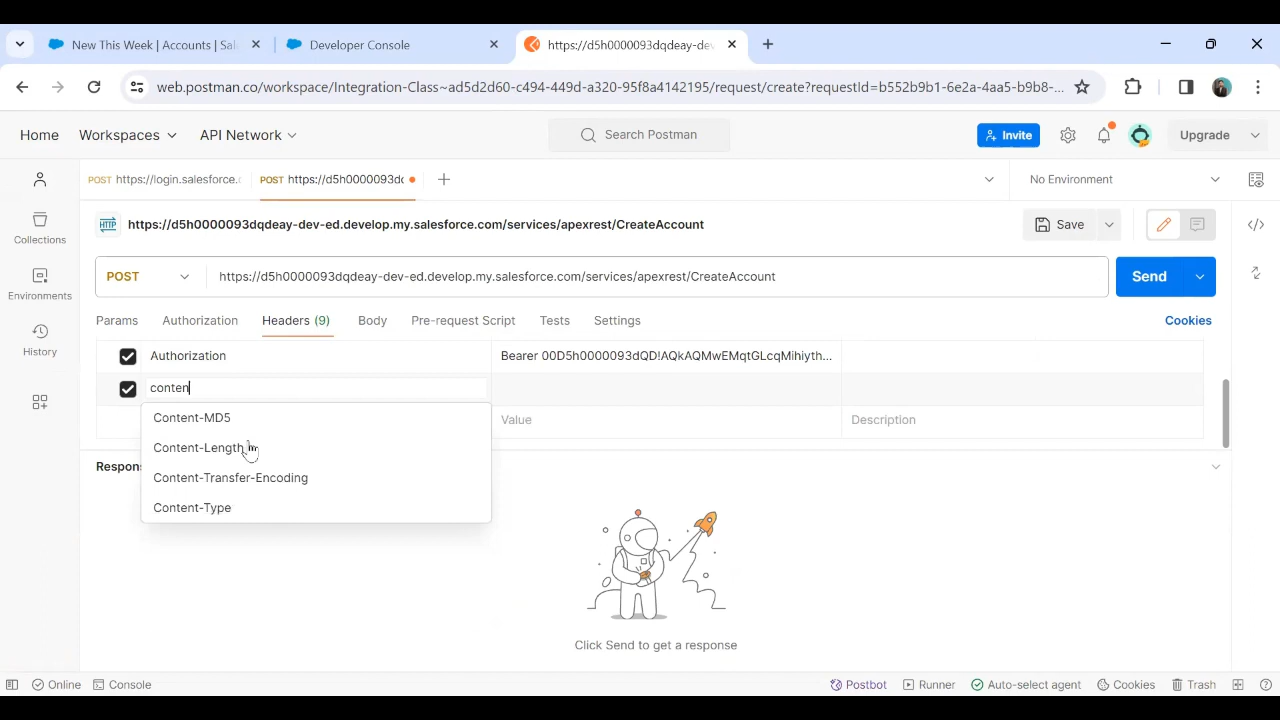 New This Week | Accounts | Sal
Developer Console
https://d5h0000093dqdeay-dev
web.postman.co/workspace/Integration-Class~ad5d2d60-c494-449d-a320-95f8a4142195/request/create?requestId=b552b9b1-6e2a-4aa5-b9b8-...
Home
Workspaces
API Network
Search Postman
Invite
Upgrade
POST https://login.salesforce.c
POST https://d5h0000093dc
No Environment
Collections
Environments
History
HTTP
https://d5h0000093dqdeay-dev-ed.develop.my.salesforce.com/services/apexrest/CreateAccount
Save
POST
https://d5h0000093dqdeay-dev-ed.develop.my.salesforce.com/services/apexrest/CreateAccount
Send
Params
Authorization
Headers (9)
Body
Pre-request Script
Tests
Settings
Cookies
Authorization
Bearer 00D5h0000093dQD!AQkAQMwEMqtGLcqMihiyth...
conten
Value
Description
Content-MD5
Content-Length
Content-Transfer-Encoding
Content-Type
Respon
Click Send to get a response
Online
Console
Postbot
Runner
Auto-select agent
Cookies
Trash